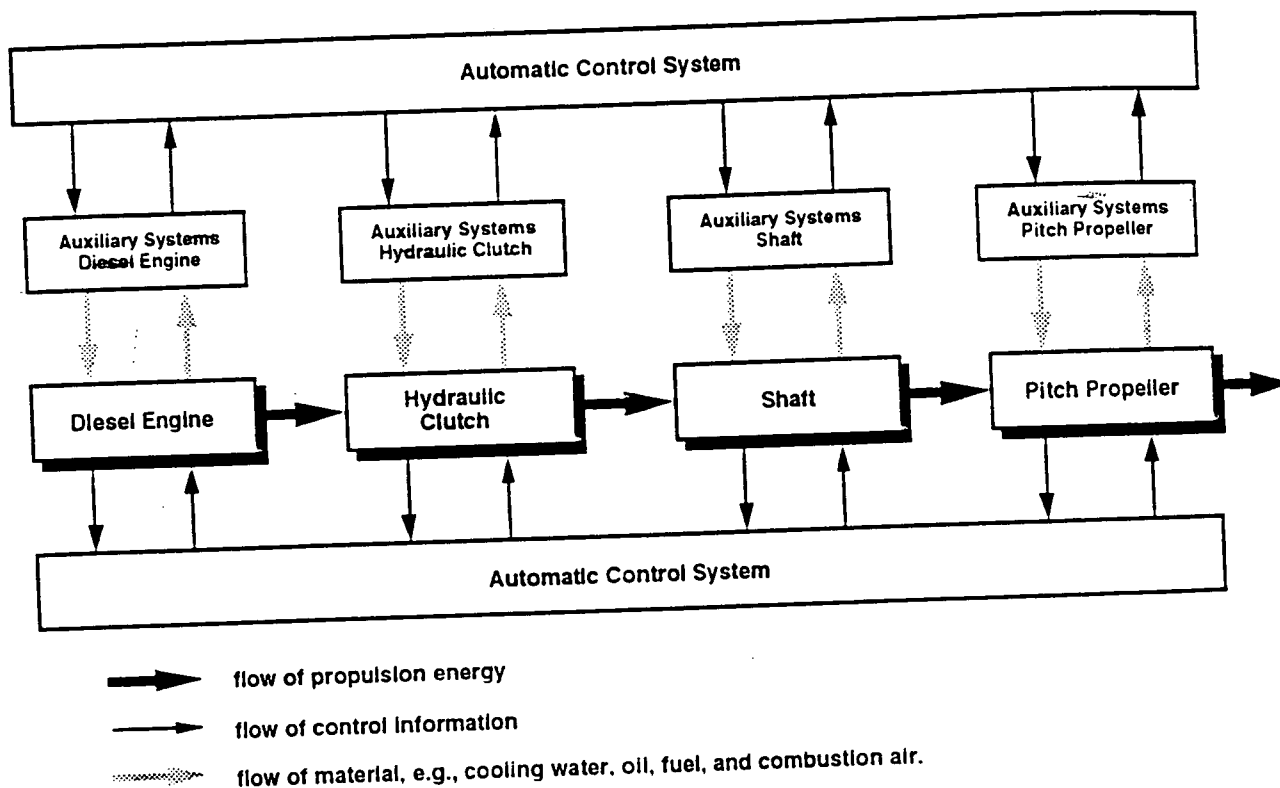 Automatic Control System
Auxiliary Systems
Diesel Engine
Auxiliary Systems
Hydraulic Clutch
Auxiliary Systems
Shaft
Auxiliary Systems
Pitch Propeller
Diesel Engine
Hydraulic
Clutch
Shaft
Pitch Propeller
Automatic Control System
flow of propulsion energy
flow of control information
flow of material, e.g., cooling water, oil, fuel, and combustion air.